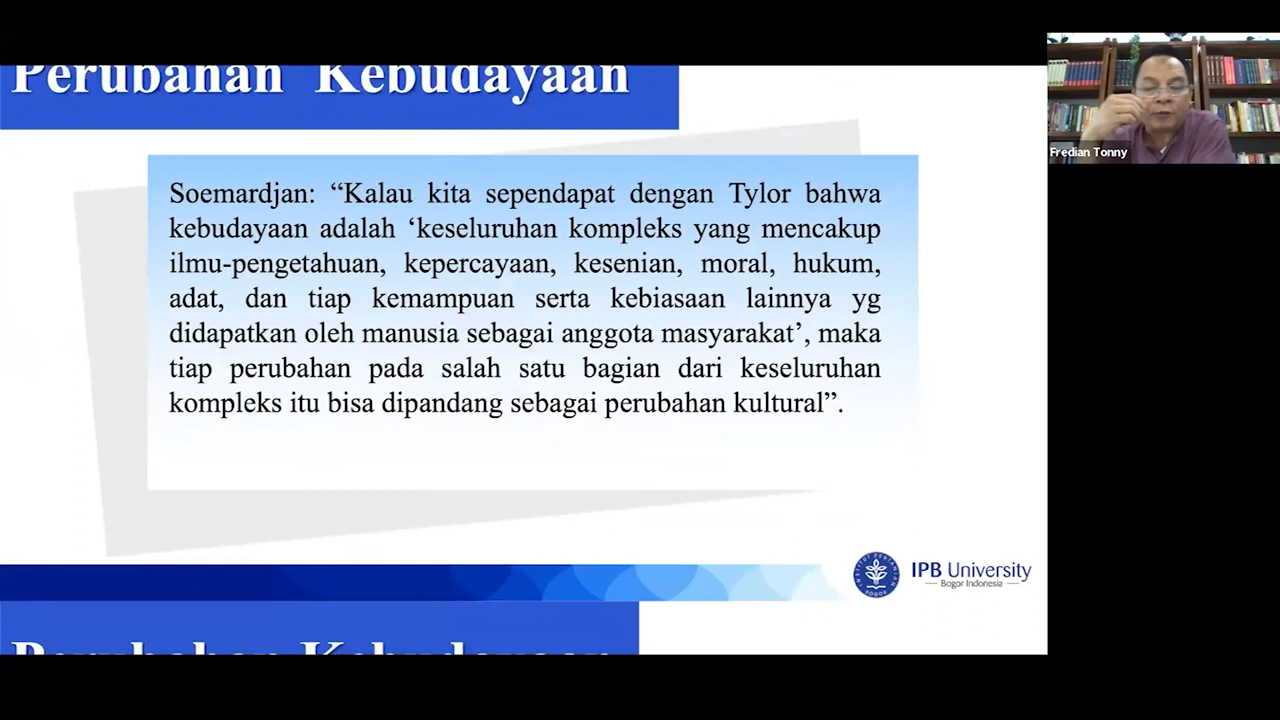 Perubahan Kebudayaan
Soemardjan: “Kalau kita sependapat dengan Tylor bahwa
kebudayaan adalah ‘keseluruhan kompleks yang mencakup
ilmu-pengetahuan, kepercayaan, kesenian, moral, hukum,
adat, dan tiap kemampuan serta kebiasaan lainnya yg
didapatkan oleh manusia sebagai anggota masyarakat’, maka
tiap perubahan pada salah satu bagian dari keseluruhan
kompleks itu bisa dipandang sebagai perubahan kultural”.
IPB University
Bogor Indonesia
Perubahan Kebudayaan
Fredian Tonny